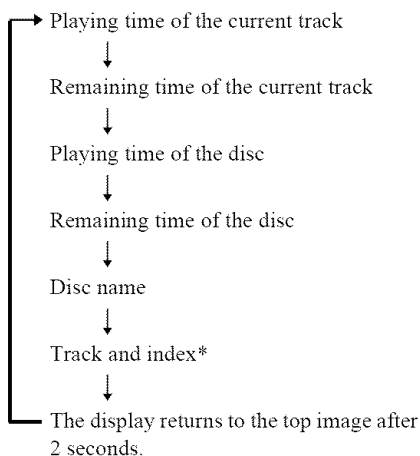 Playing time of the current track
Remaining time of the current track
Playing time of the disc
Remaining time of the disc
Disc name
Track and index*
The display returns to the top image after
2 seconds.